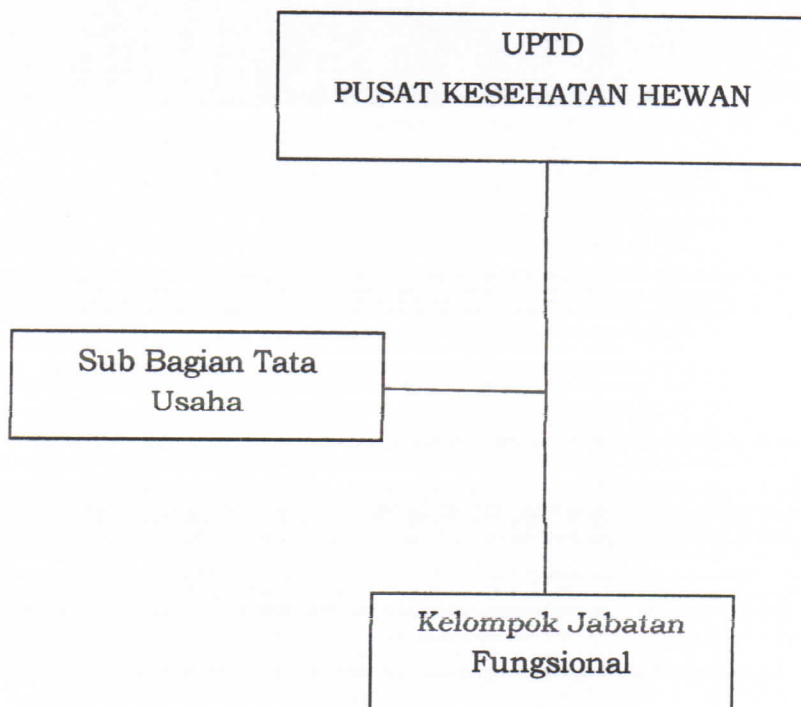 UPTD
PUSAT KESEHATAN HEWAN
Sub Bagian Tata
Usaha
Kelompok Jabatan
Fungsional